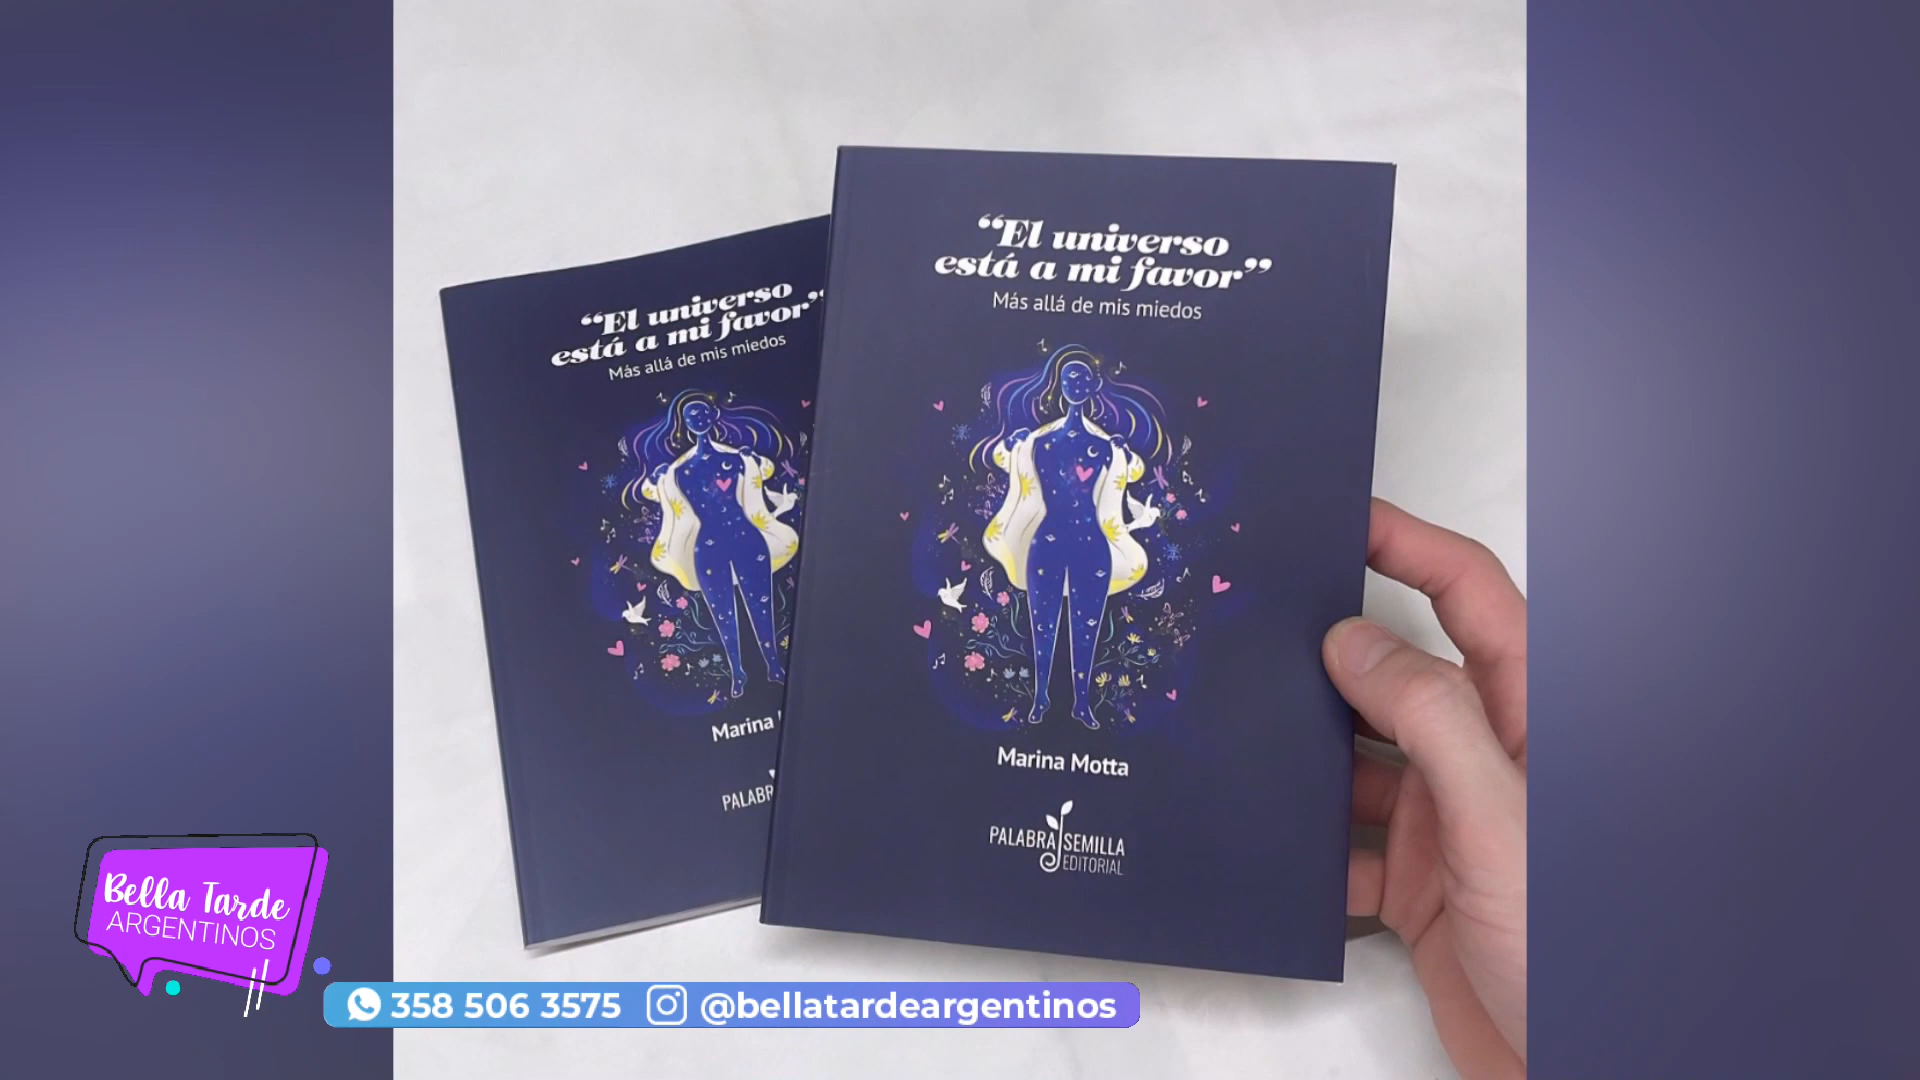 “El universo
está a mi favor”
Más allá de mis miedos
Marina
PALABR
“El universo
está a mi favor”
Más allá de mis miedos
Marina Motta
PALABRA SEMILLA
EDITORIAL
Bella Tarde
ARGENTINOS
358 506 3575 @bellatardeargentinos